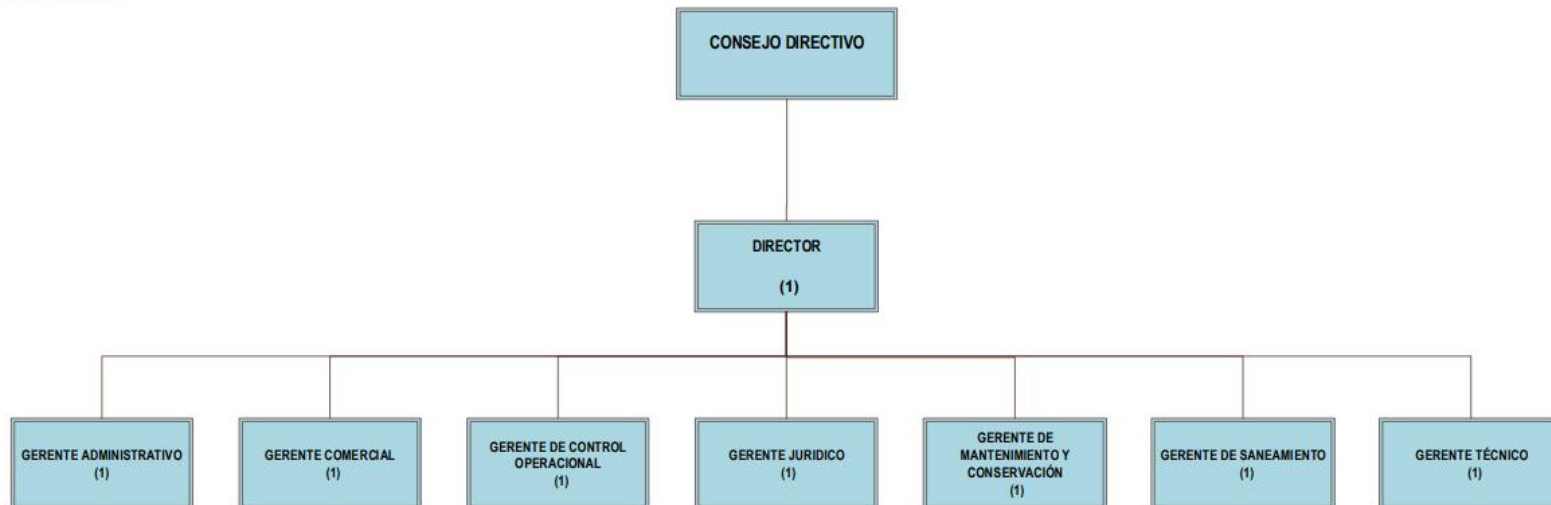 CONSEJO DIRECTIVO
DIRECTOR
(1)
GERENTE ADMINISTRATIVO
(1)
GERENTE COMERCIAL
(1)
GERENTE DE CONTROL
OPERACIONAL
(1)
GERENTE JURIDICO
(1)
GERENTE DE
MANTENIMIENTO Y
CONSERVACIÓN
(1)
GERENTE DE SANEAMIENTO
(1)
GERENTE TÉCNICO
(1)